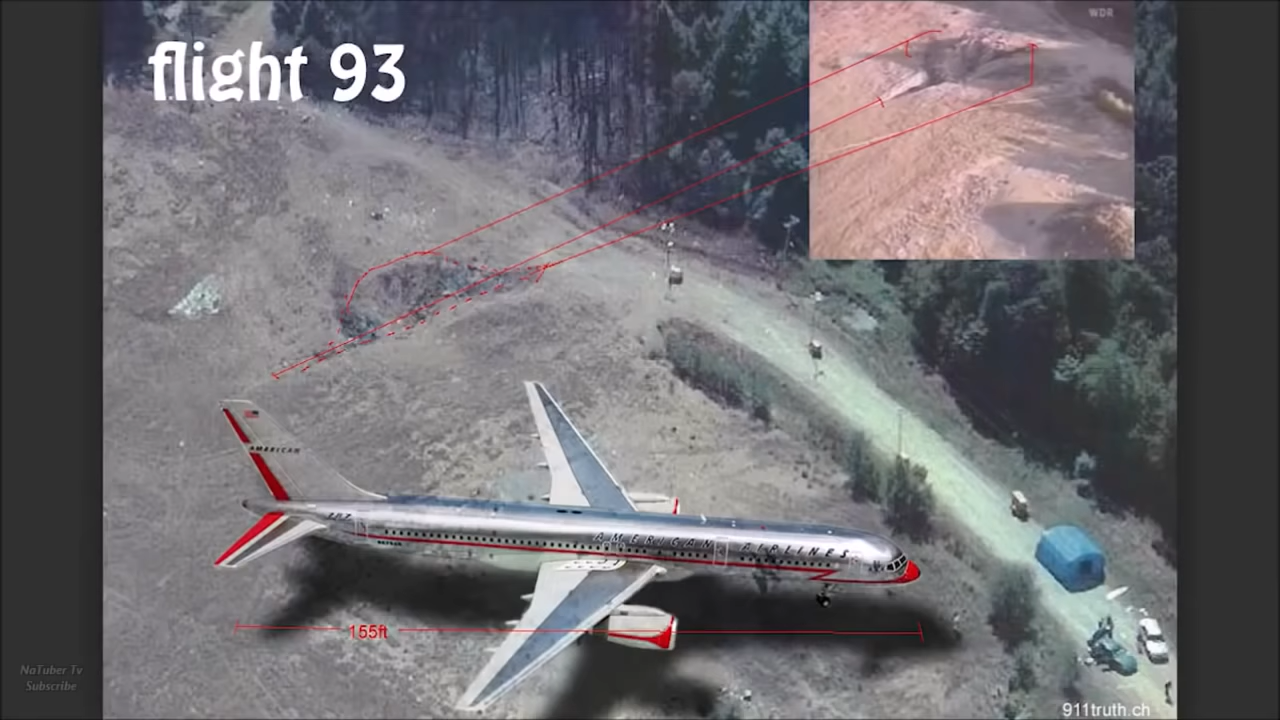 flight 93
WDR
AMERICAN
AMERICAN AIRLINES
155ft
NaTuber Tv
Subscribe
911truth.ch